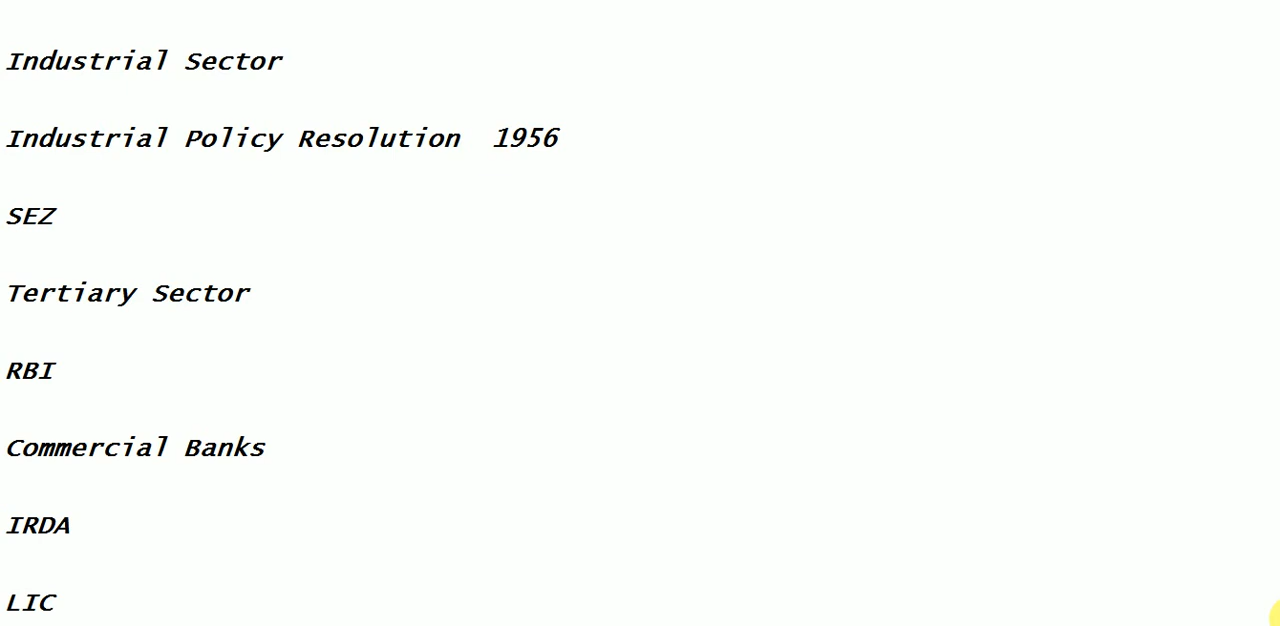 Industrial Sector
Industrial Policy Resolution  1956
SEZ
Tertiary Sector
RBI
Commercial Banks
IRDA
LIC